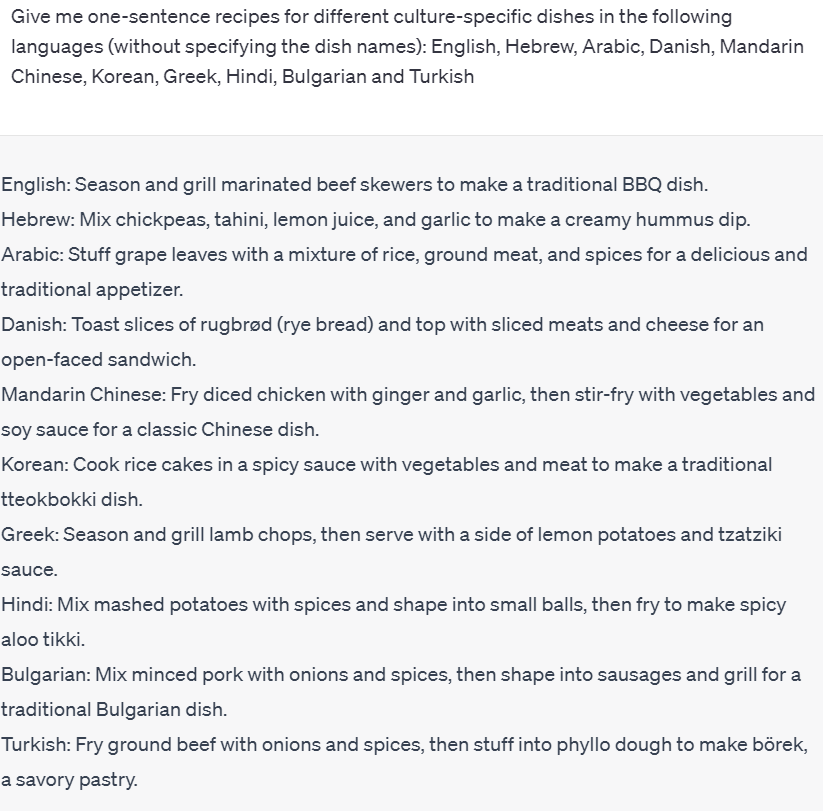 Give me one-sentence recipes for different culture-specific dishes in the following
languages (without specifying the dish names): English, Hebrew, Arabic, Danish, Mandarin
Chinese, Korean, Greek, Hindi, Bulgarian and Turkish
English: Season and grill marinated beef skewers to make a traditional BBQ dish.
Hebrew: Mix chickpeas, tahini, lemon juice, and garlic to make a creamy hummus dip.
Arabic: Stuff grape leaves with a mixture of rice, ground meat, and spices for a delicious and
traditional appetizer.
Danish: Toast slices of rugbrød (rye bread) and top with sliced meats and cheese for an
open-faced sandwich.
Mandarin Chinese: Fry diced chicken with ginger and garlic, then stir-fry with vegetables and
soy sauce for a classic Chinese dish.
Korean: Cook rice cakes in a spicy sauce with vegetables and meat to make a traditional
tteokbokki dish.
Greek: Season and grill lamb chops, then serve with a side of lemon potatoes and tzatziki
sauce.
Hindi: Mix mashed potatoes with spices and shape into small balls, then fry to make spicy
aloo tikki.
Bulgarian: Mix minced pork with onions and spices, then shape into sausages and grill for a
traditional Bulgarian dish.
Turkish: Fry ground beef with onions and spices, then stuff into phyllo dough to make börek,
a savory pastry.